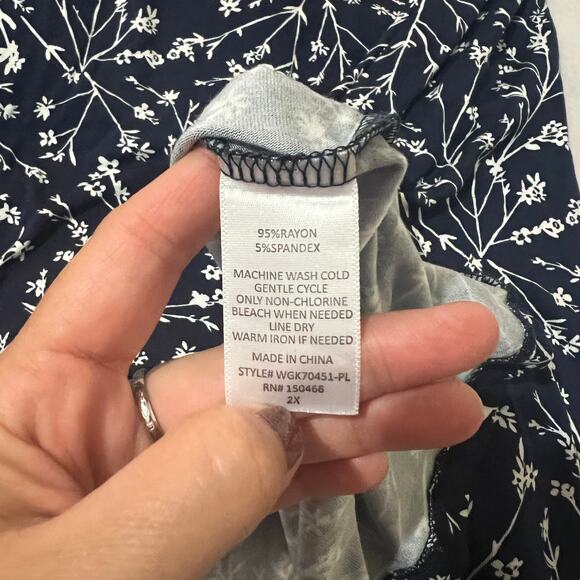 95%RAYON
5%SPANDEX
MACHINE WASH COLD
GENTLE CYCLE
ONLY NON-CHLORINE
BLEACH WHEN NEEDED
LINE DRY
WARM IRON IF NEEDED
MADE IN CHINA
STYLE# WGK70451-PL
RN# 150466
2X